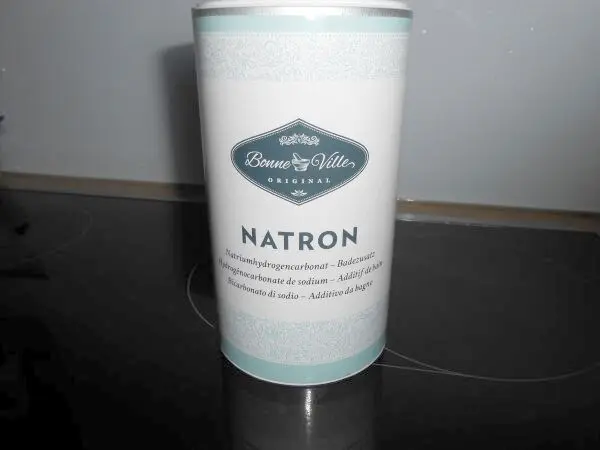 Bonne Ville
ORIGINAL
NATRON
Natriumhydrogencarbonat – Badezusatz
Hydrogénocarbonate de sodium – Additif de bain
Bicarbonato di sodio – Additivo da bagno